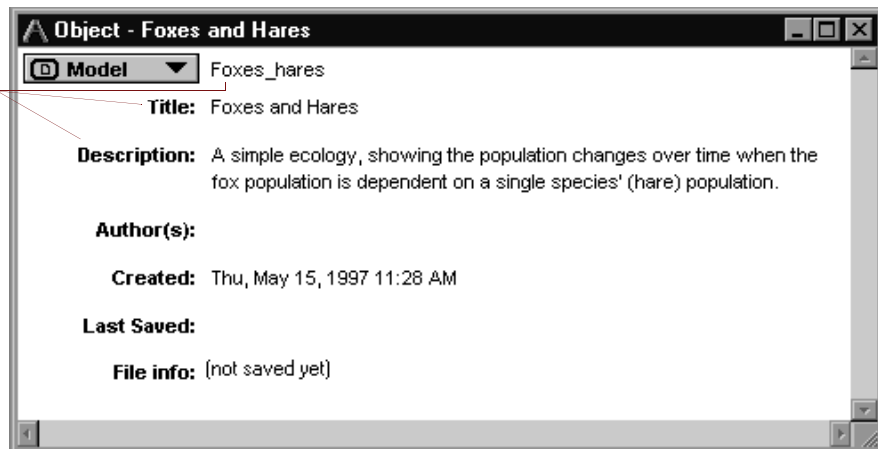 Object - Foxes and Hares
Model Foxes_hares
Title: Foxes and Hares
Description: A simple ecology, showing the population changes over time when the
fox population is dependent on a single species' (hare) population.
Author(s):
Created: Thu, May 15, 1997 11:28 AM
Last Saved:
File info: (not saved yet)